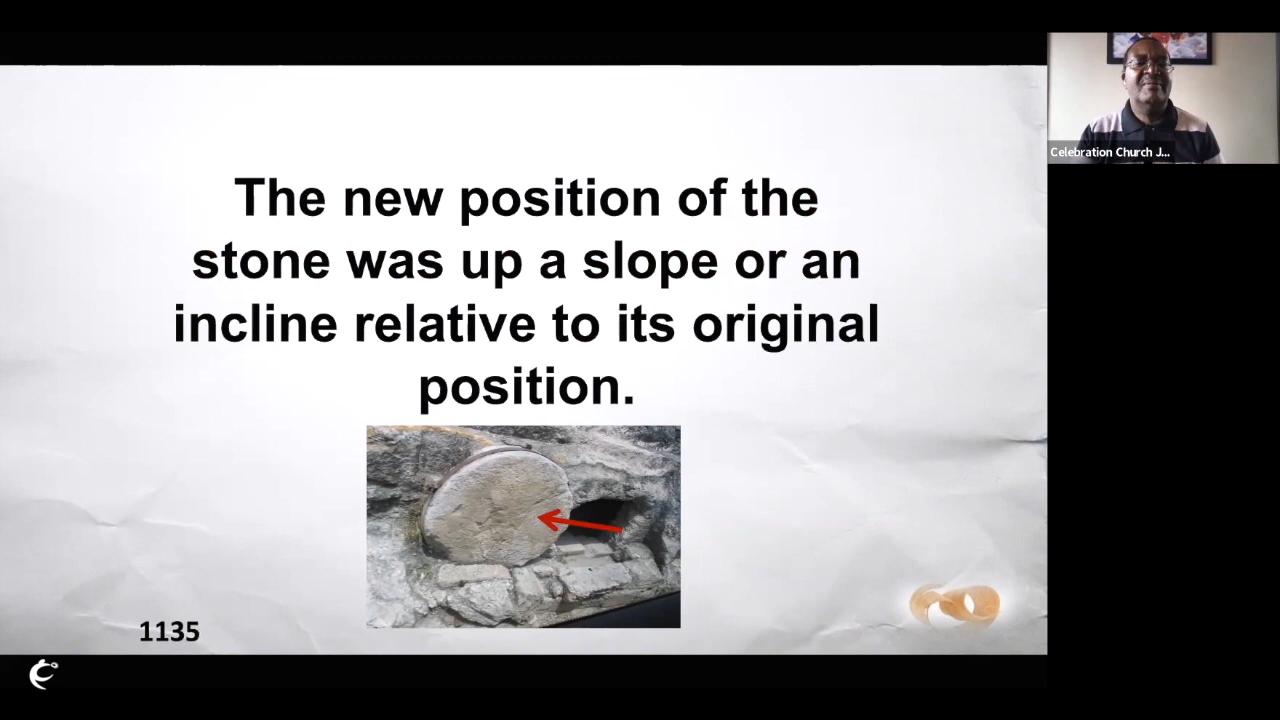 The new position of the
stone was up a slope or an
incline relative to its original
position.
1135
Celebration Church J...